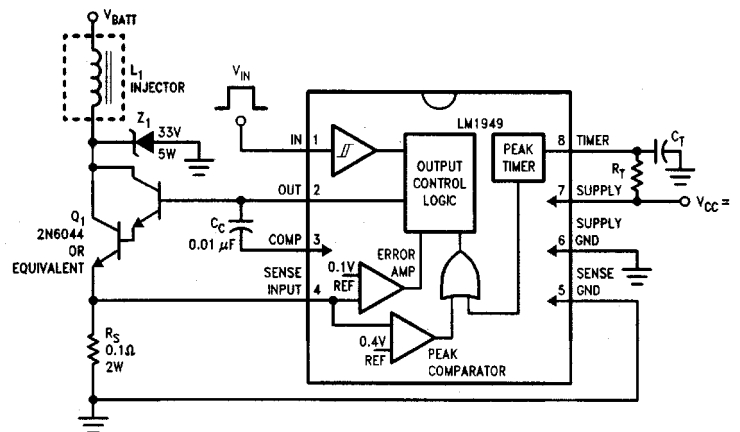 VBATT
L1
INJECTOR
Z1
33V
5W
VIN
Q1
2N6044
OR
EQUIVALENT
CC
0.01 μF
RS
0.1Ω
2W
LM1949
IN 1
OUT 2
COMP 3
SENSE
INPUT 4
OUTPUT
CONTROL
LOGIC
PEAK
TIMER
0.1V
REF
ERROR
AMP
0.4V
REF
PEAK
COMPARATOR
8 TIMER
CT
RT
7 SUPPLY
VCC =
SUPPLY
6 GND
SENSE
5 GND